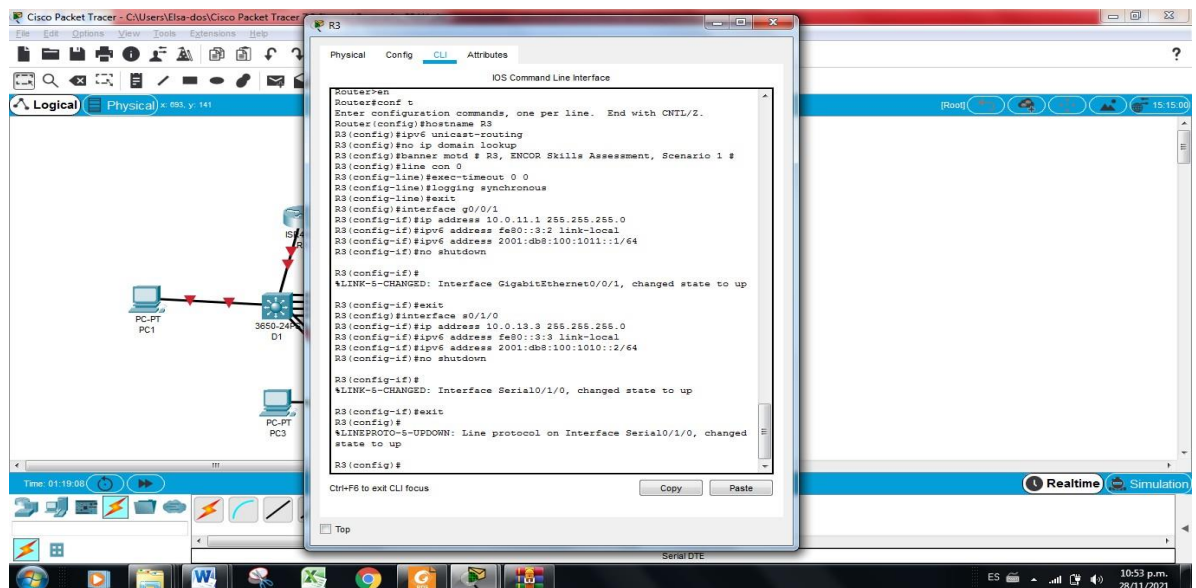 Cisco Packet Tracer - C:\Users\Elsa-dos\Cisco Packet Tracer
File Edit Options View Tools Extensions Help
Logical
Physical
x: 693, y: 141
[Root]
15:15:00
PC-PT
PC1
3650-24P
D1
PC-PT
PC3
R3
Physical Config CLI Attributes
IOS Command Line Interface
Router>en
Router#conf t
Enter configuration commands, one per line. End with CNTL/Z.
Router(config)#hostname R3
R3(config)#ipv6 unicast-routing
R3(config)#no ip domain lookup
R3(config)#banner motd # R3, ENCOR Skills Assessment, Scenario 1 #
R3(config)#line con 0
R3(config-line)#exec-timeout 0 0
R3(config-line)#logging synchronous
R3(config-line)#exit
R3(config)#interface g0/0/1
R3(config-if)#ip address 10.0.11.1 255.255.255.0
R3(config-if)#ipv6 address fe80::3:2 link-local
R3(config-if)#ipv6 address 2001:db8:100:1011::1/64
R3(config-if)#no shutdown
R3(config-if)#
%LINK-5-CHANGED: Interface GigabitEthernet0/0/1, changed state to up
R3(config-if)#exit
R3(config)#interface s0/1/0
R3(config-if)#ip address 10.0.13.3 255.255.255.0
R3(config-if)#ipv6 address fe80::3:3 link-local
R3(config-if)#ipv6 address 2001:db8:100:1010::2/64
R3(config-if)#no shutdown
R3(config-if)#
%LINK-5-CHANGED: Interface Serial0/1/0, changed state to up
R3(config-if)#exit
R3(config)#
%LINEPROTO-5-UPDOWN: Line protocol on Interface Serial0/1/0, changed
state to up
R3(config)#
Ctrl+F6 to exit CLI focus
Copy
Paste
Top
Time: 01:19:08
Realtime
Simulation
Serial DTE
ES
10:53 p.m.
28/11/2021